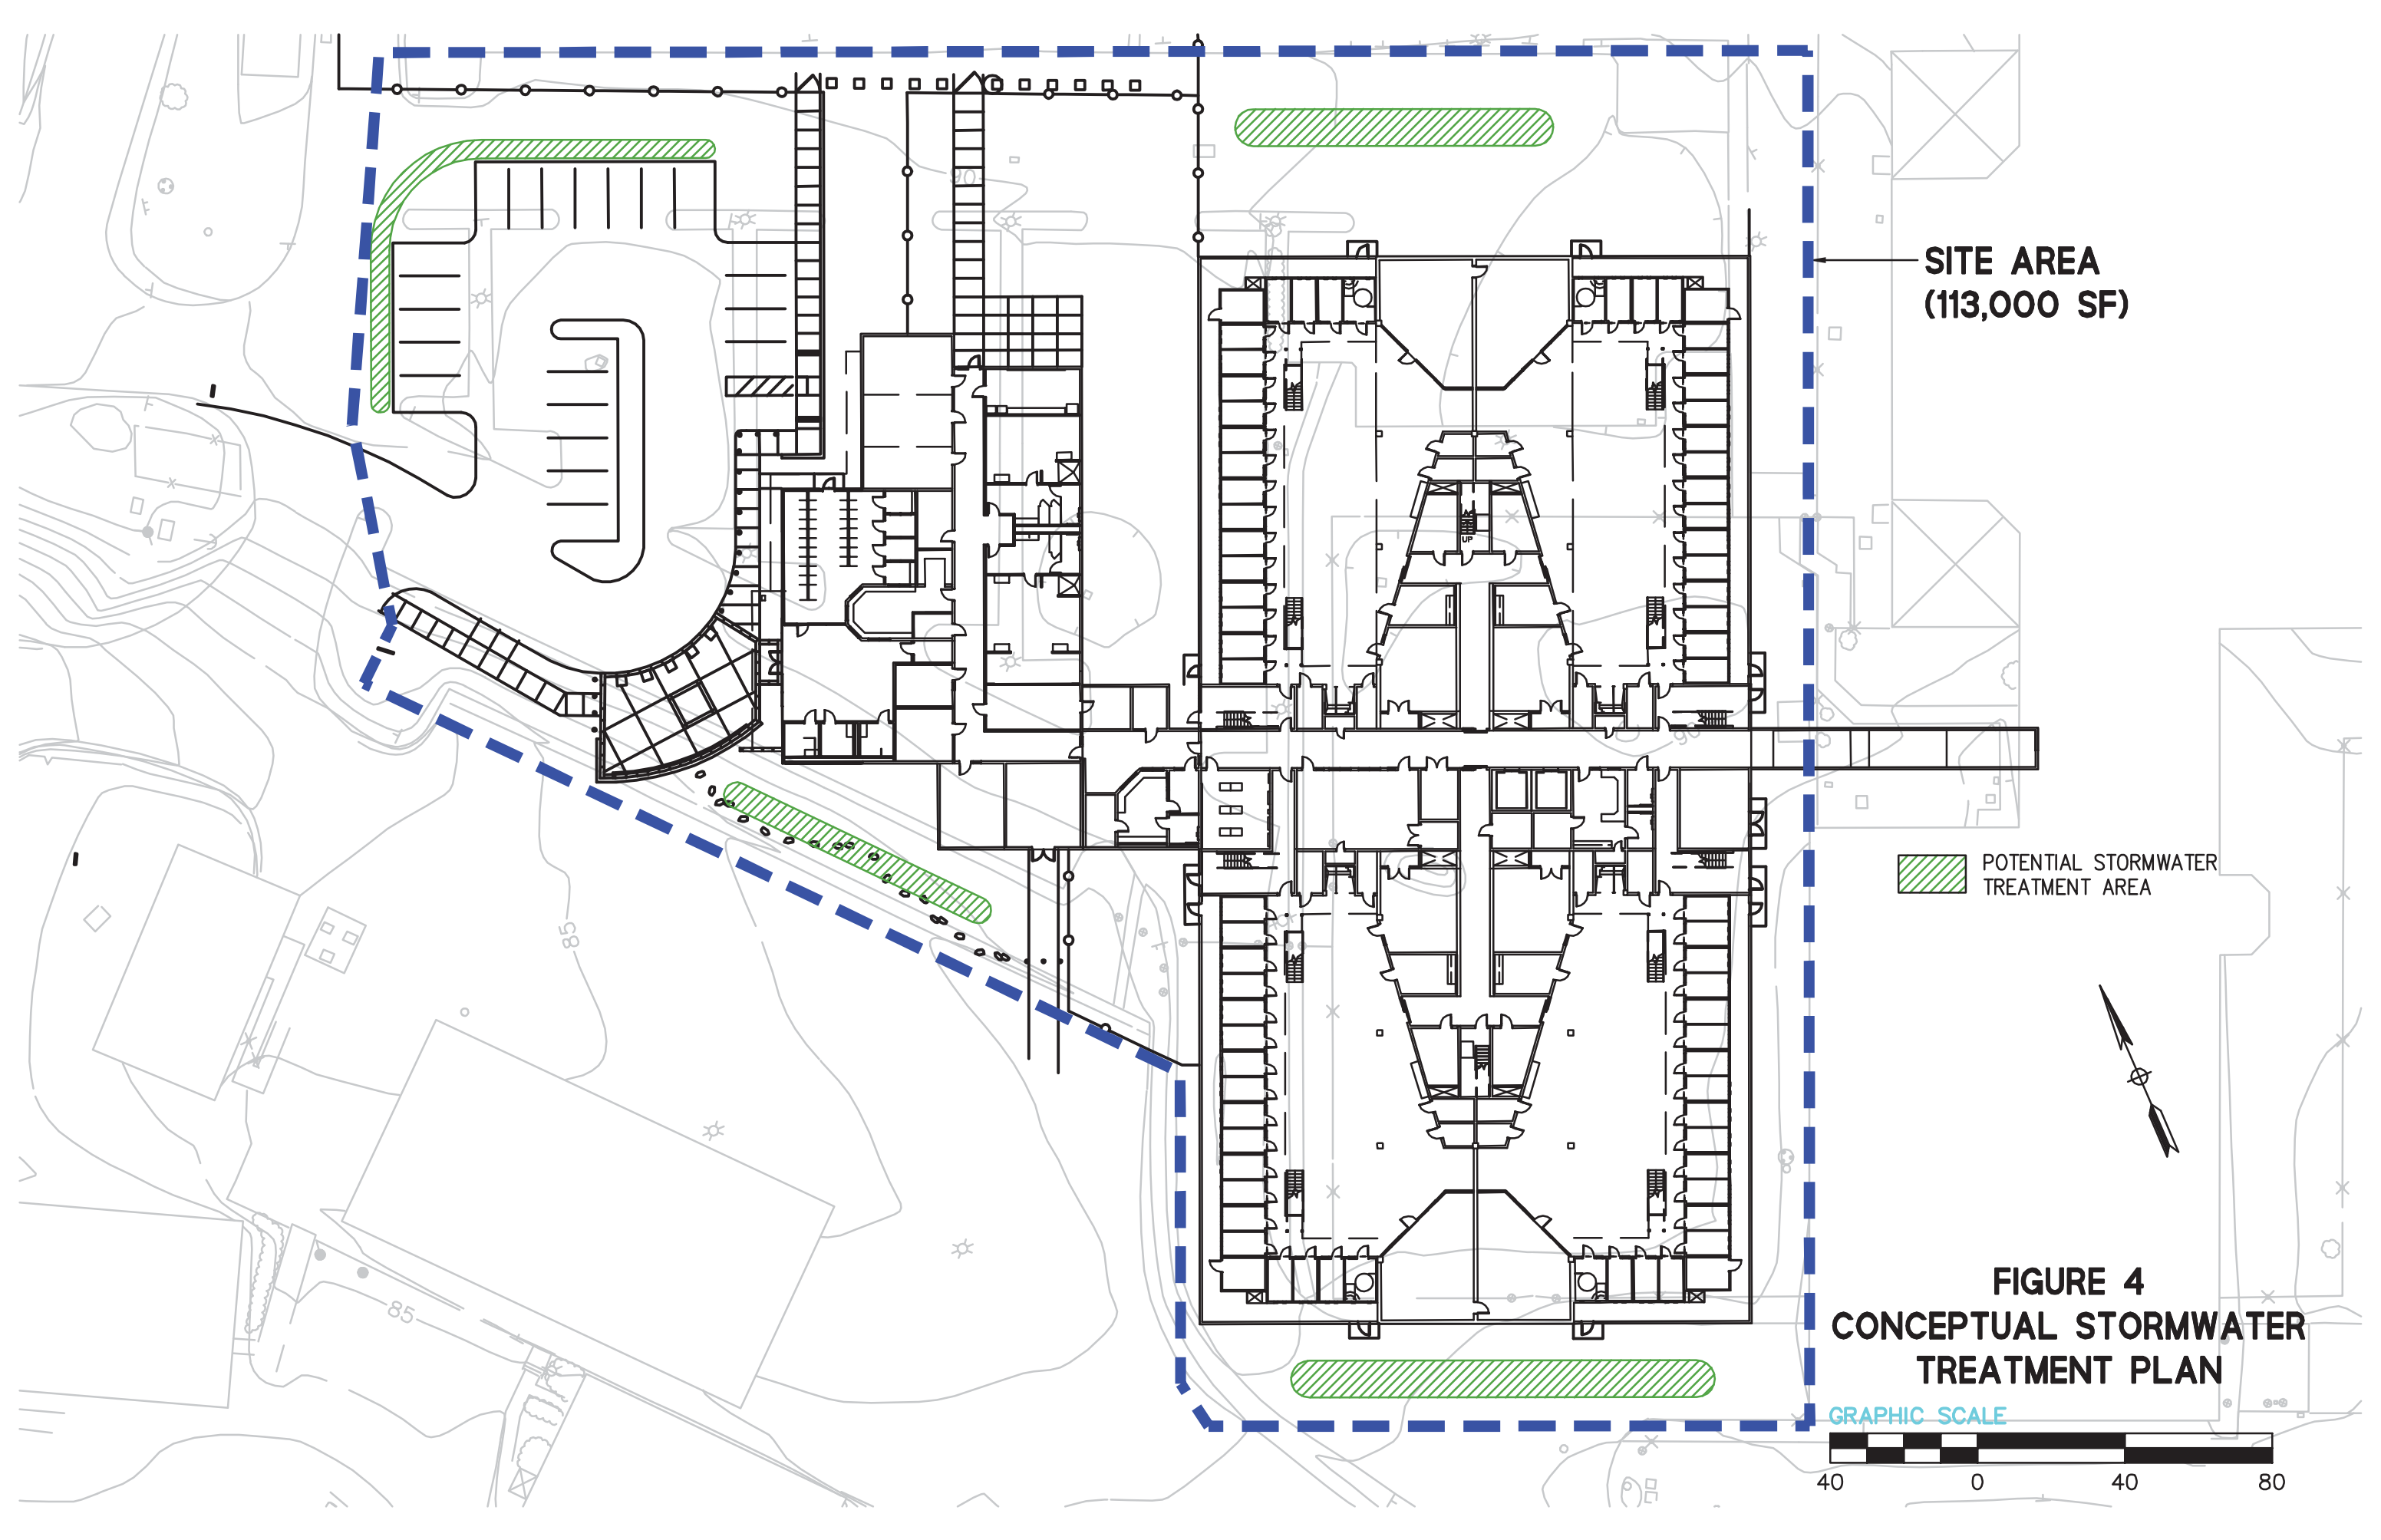 90
SITE AREA
(113,000 SF)
UP
90
POTENTIAL STORMWATER
TREATMENT AREA
85
FIGURE 4
CONCEPTUAL STORMWATER
TREATMENT PLAN
85
GRAPHIC SCALE
40 0 40 80